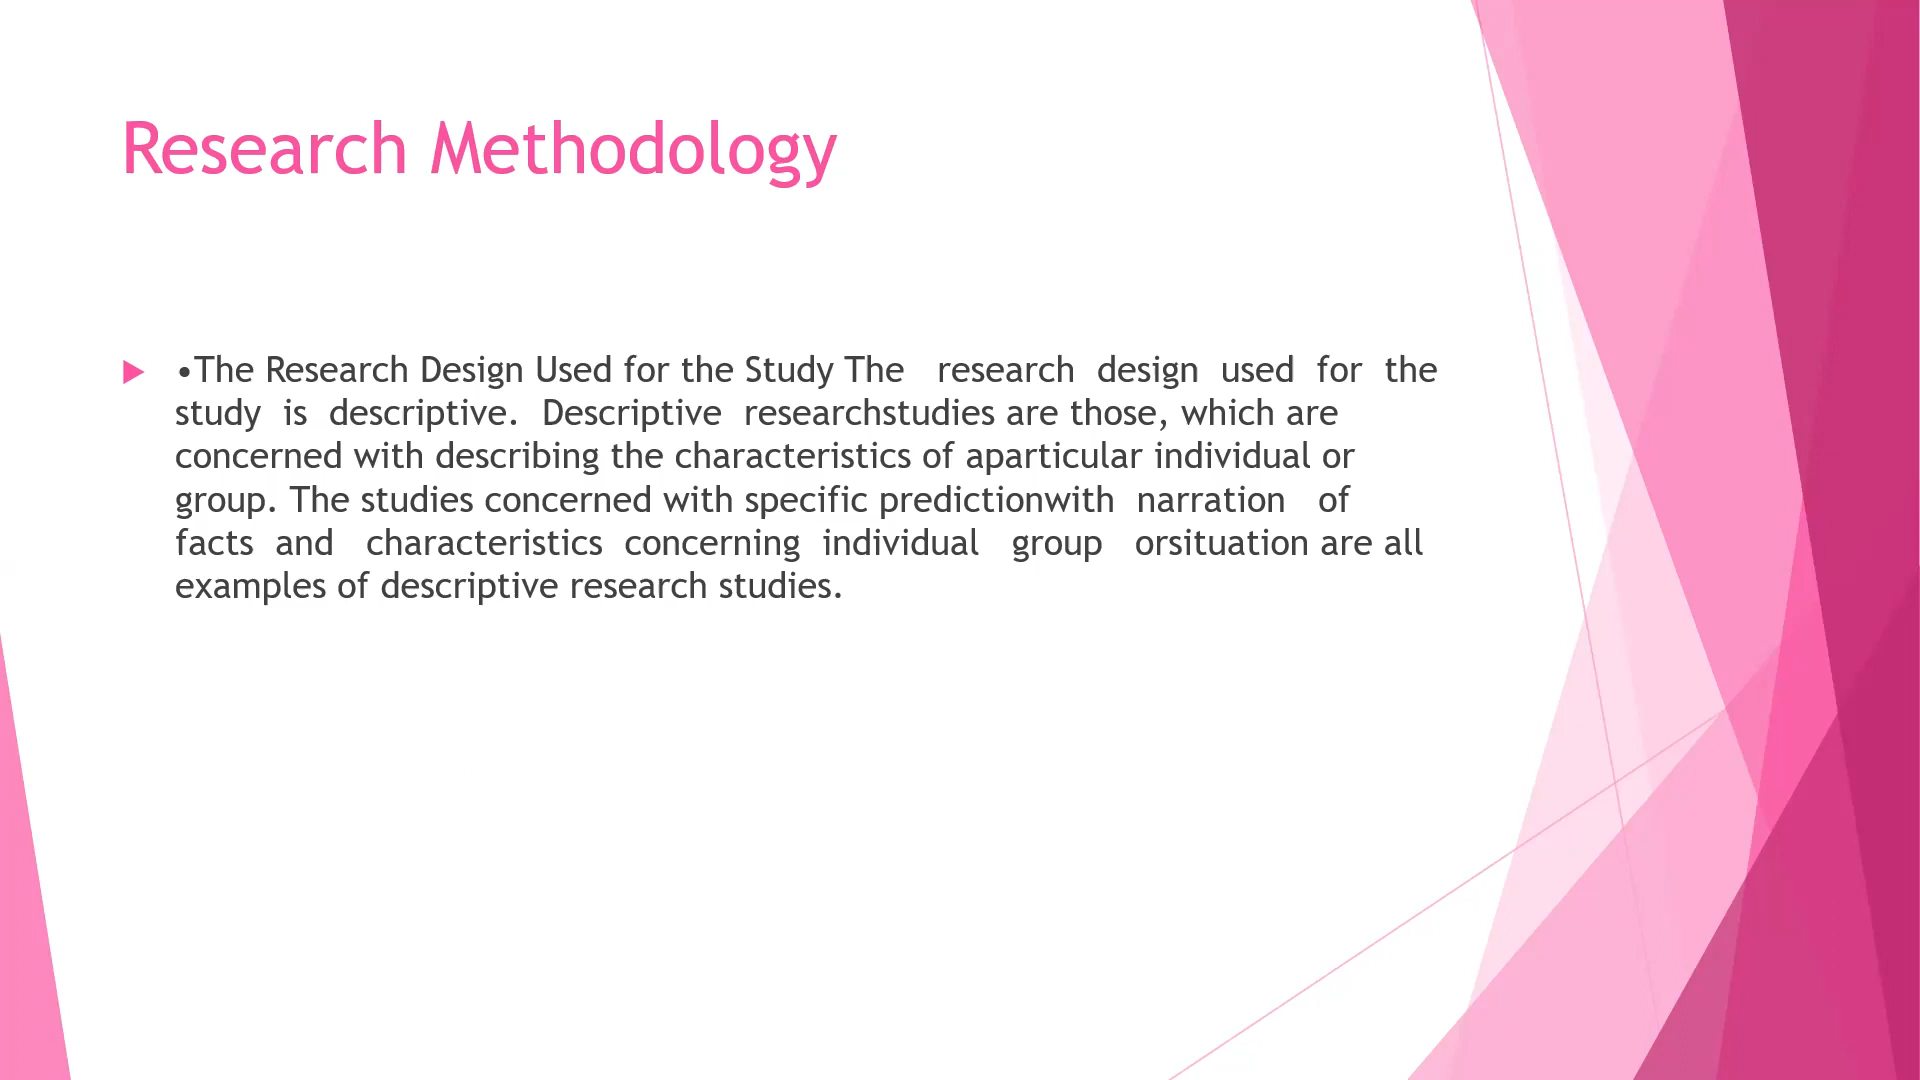 Research Methodology
•The Research Design Used for the Study The   research  design  used  for  the
study  is  descriptive.  Descriptive  researchstudies are those, which are
concerned with describing the characteristics of aparticular individual or
group. The studies concerned with specific predictionwith  narration   of
facts  and   characteristics  concerning  individual   group   orsituation are all
examples of descriptive research studies.